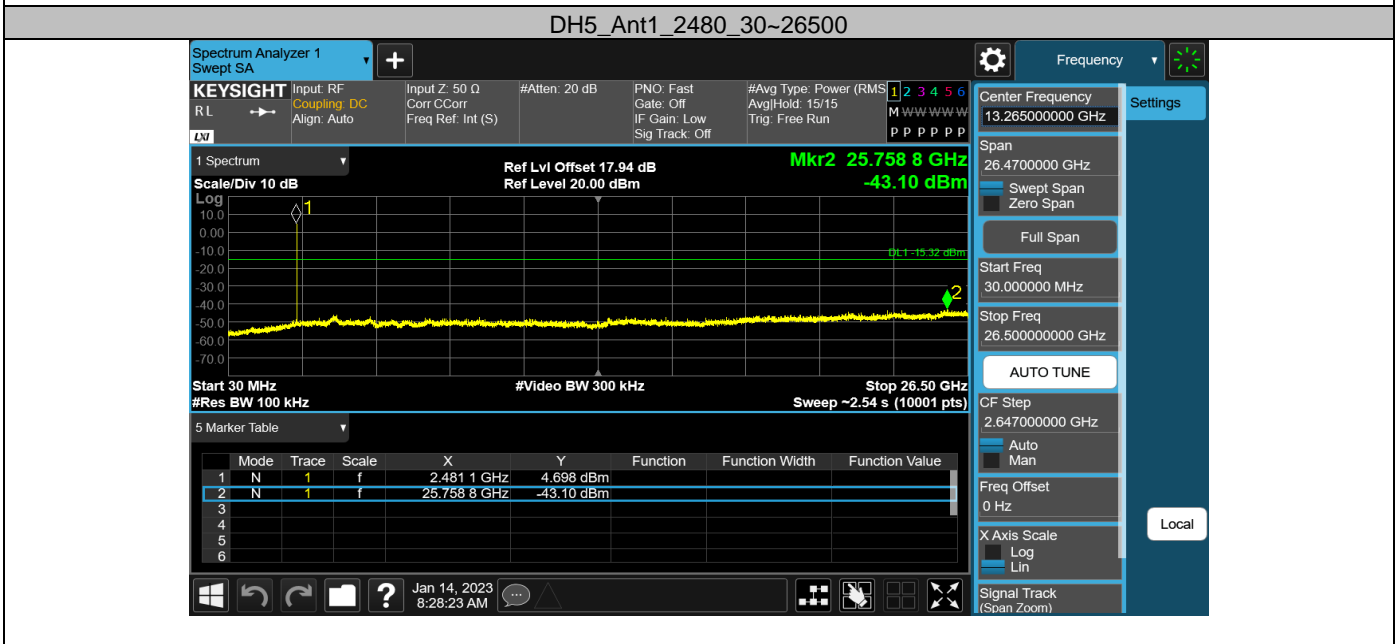 DH5_Ant1_2480_30~26500
Spectrum Analyzer 1
Swept SA
+
Frequency
KEYSIGHT
RL
LXI
Input: RF
Coupling: DC
Align: Auto
Input Z: 50 Ω
Corr CCorr
Freq Ref: Int (S)
#Atten: 20 dB
PNO: Fast
Gate: Off
IF Gain: Low
Sig Track: Off
#Avg Type: Power (RMS
Avg|Hold: 15/15
Trig: Free Run
1 2 3 4 5 6
M W W W W W
P P P P P P
1 Spectrum
Scale/Div 10 dB
Ref Lvl Offset 17.94 dB
Ref Level 20.00 dBm
Mkr2 25.758 8 GHz
-43.10 dBm
Log
10.0
0.00
-10.0
-20.0
-30.0
-40.0
-50.0
-60.0
-70.0
1
DL1 -15.32 dBm
2
Start 30 MHz
#Video BW 300 kHz
Stop 26.50 GHz
#Res BW 100 kHz
Sweep ~2.54 s (10001 pts)
5 Marker Table
Mode Trace Scale X Y Function Function Width Function Value
1 N 1 f 2.481 1 GHz 4.698 dBm
2 N 1 f 25.758 8 GHz -43.10 dBm
3
4
5
6
Center Frequency
13.265000000 GHz
Settings
Span
26.4700000 GHz
Swept Span
Zero Span
Full Span
Start Freq
30.000000 MHz
Stop Freq
26.500000000 GHz
AUTO TUNE
CF Step
2.647000000 GHz
Auto
Man
Freq Offset
0 Hz
Local
X Axis Scale
Log
Lin
Signal Track
(Span Zoom)
?
Jan 14, 2023
8:28:23 AM